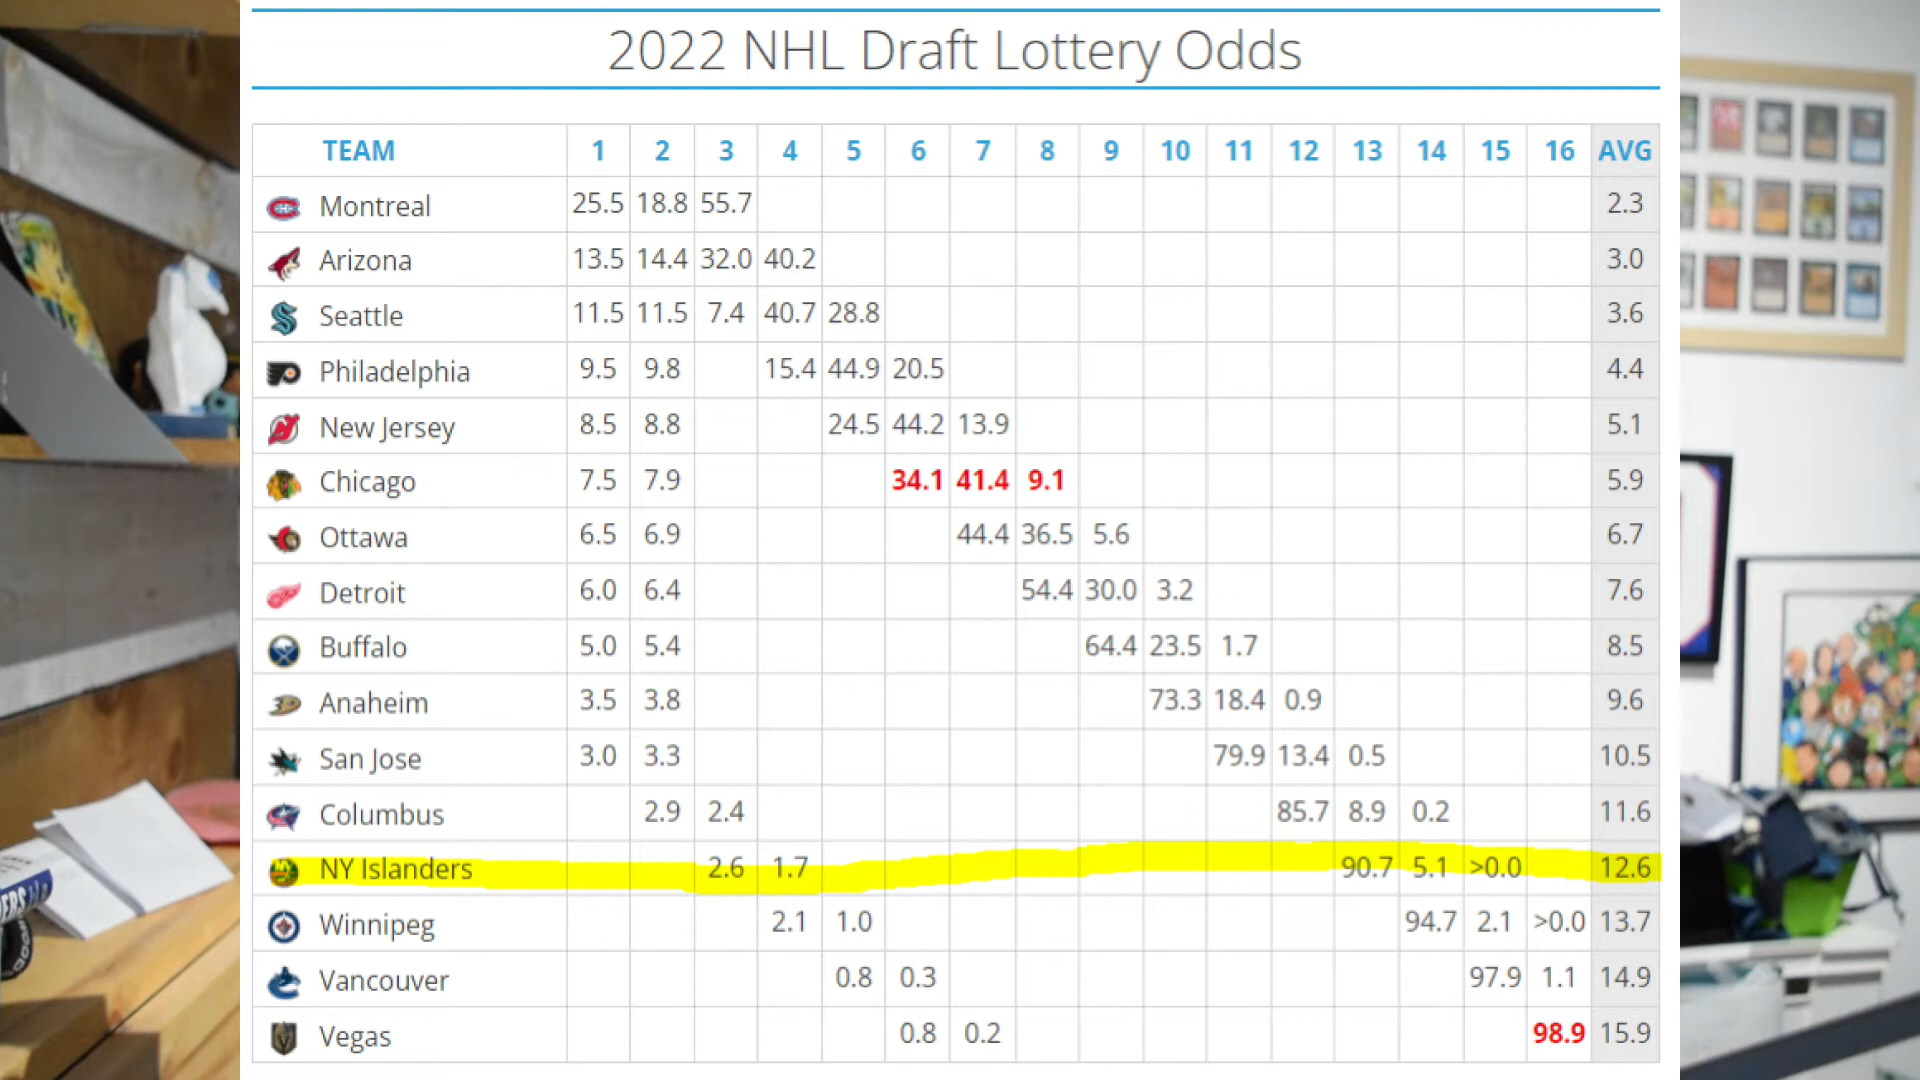 2022 NHL Draft Lottery Odds
TEAM 1 2 3 4 5 6 7 8 9 10 11 12 13 14 15 16 AVG
Montreal 25.5 18.8 55.7 2.3
Arizona 13.5 14.4 32.0 40.2 3.0
Seattle 11.5 11.5 7.4 40.7 28.8 3.6
Philadelphia 9.5 9.8 15.4 44.9 20.5 4.4
New Jersey 8.5 8.8 24.5 44.2 13.9 5.1
Chicago 7.5 7.9 34.1 41.4 9.1 5.9
Ottawa 6.5 6.9 44.4 36.5 5.6 6.7
Detroit 6.0 6.4 54.4 30.0 3.2 7.6
Buffalo 5.0 5.4 64.4 23.5 1.7 8.5
Anaheim 3.5 3.8 73.3 18.4 0.9 9.6
San Jose 3.0 3.3 79.9 13.4 0.5 10.5
Columbus 2.9 2.4 85.7 8.9 0.2 11.6
NY Islanders 2.6 1.7 90.7 5.1 >0.0 12.6
Winnipeg 2.1 1.0 94.7 2.1 >0.0 13.7
Vancouver 0.8 0.3 97.9 1.1 14.9
Vegas 0.8 0.2 98.9 15.9